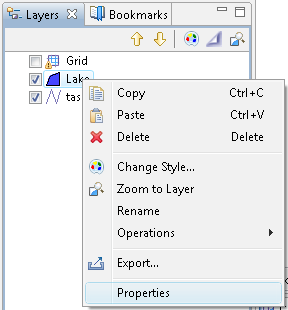 Layers Bookmarks
Grid
Lake
tas
Copy Ctrl+C
Paste Ctrl+V
Delete Delete
Change Style...
Zoom to Layer
Rename
Operations
Export...
Properties